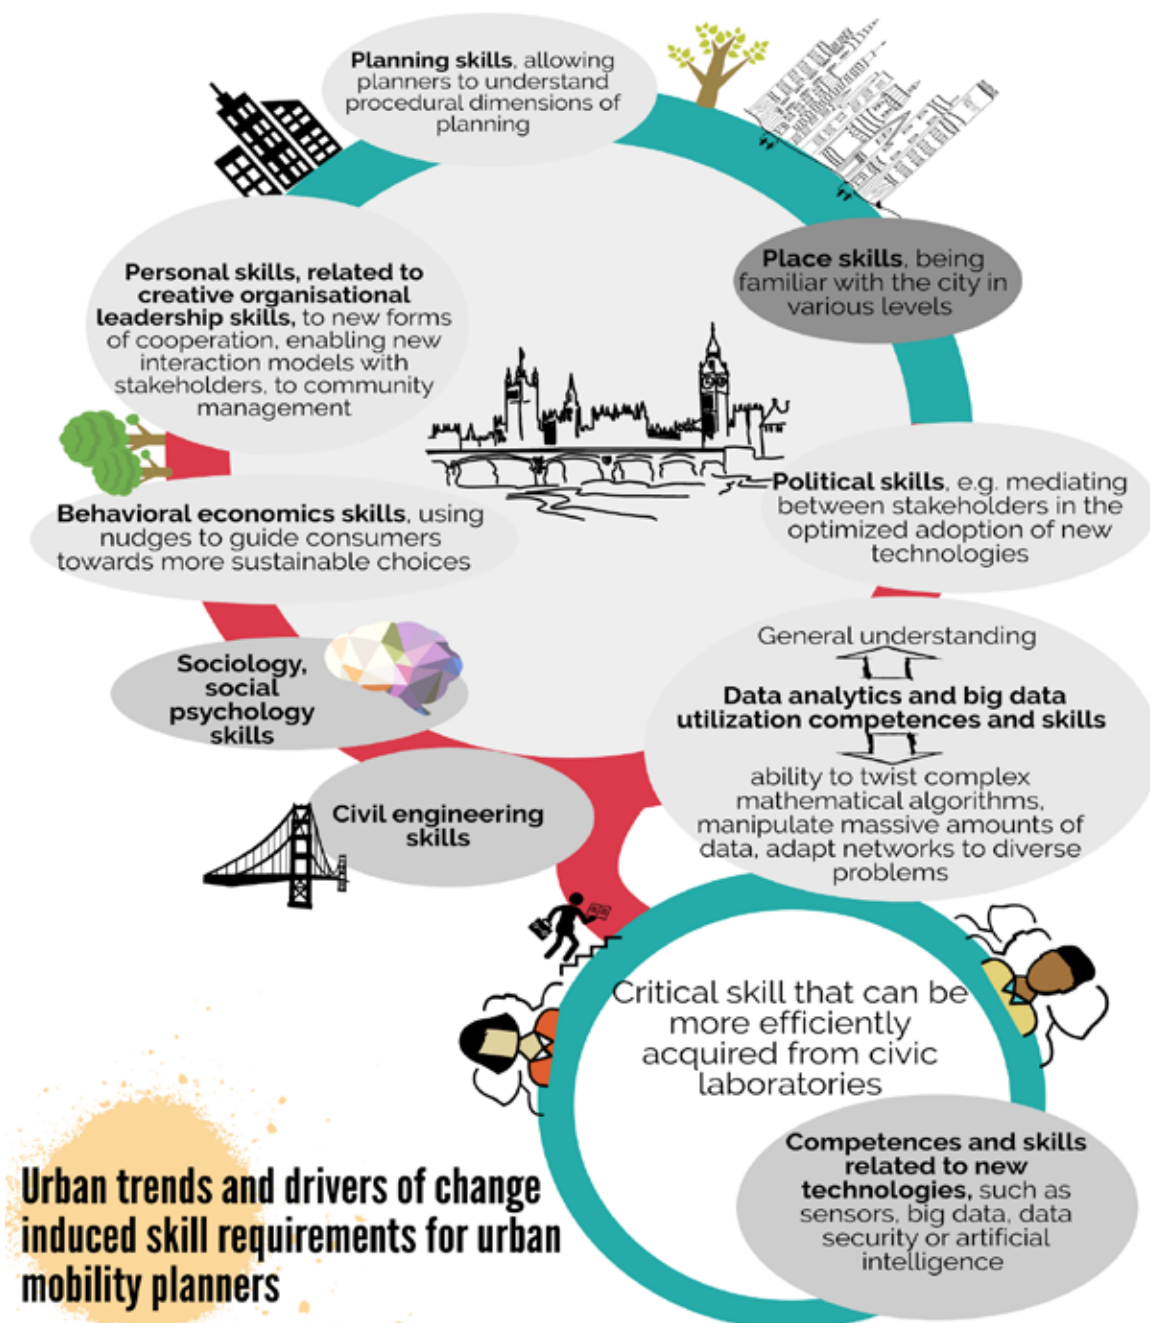 Planning skills, allowing
planners to understand
procedural dimensions of
planning
Place skills, being
familiar with the city in
various levels
Personal skills, related to
creative organisational
leadership skills, to new forms
of cooperation, enabling new
interaction models with
stakeholders, to community
management
Political skills, e.g. mediating
between stakeholders in the
optimized adoption of new
technologies
Behavioral economics skills, using
nudges to guide consumers
towards more sustainable choices
General understanding
Data analytics and big data
utilization competences and skills
ability to twist complex
mathematical algorithms,
manipulate massive amounts of
data, adapt networks to diverse
problems
Sociology,
social
psychology
skills
Civil engineering
skills
Critical skill that can be
more efficiently
acquired from civic
laboratories
Competences and skills
related to new
technologies, such as
sensors, big data, data
security or artificial
intelligence
Urban trends and drivers of change
induced skill requirements for urban
mobility planners